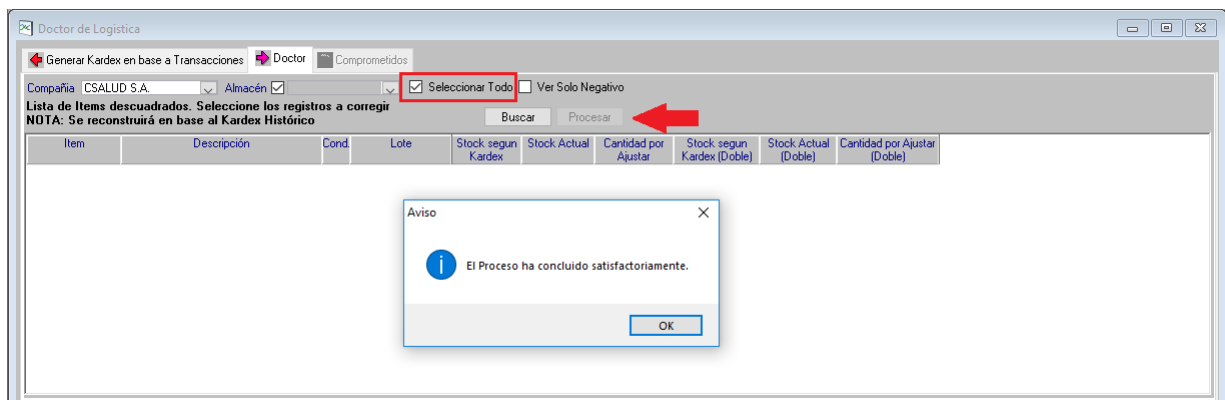 Doctor de Logistica
Generar Kardex en base a Transacciones Doctor Comprometidos
Compañia CSALUD S.A. Almacén Seleccionar Todo Ver Solo Negativo
Lista de Items descuadrados. Seleccione los registros a corregir
NOTA: Se reconstruirá en base al Kardex Histórico
Buscar Procesar
Item Descripción Cond. Lote Stock segun Kardex Stock Actual Cantidad por Ajustar Stock segun Kardex (Doble) Stock Actual (Doble) Cantidad por Ajustar (Doble)
Aviso
El Proceso ha concluido satisfactoriamente.
OK